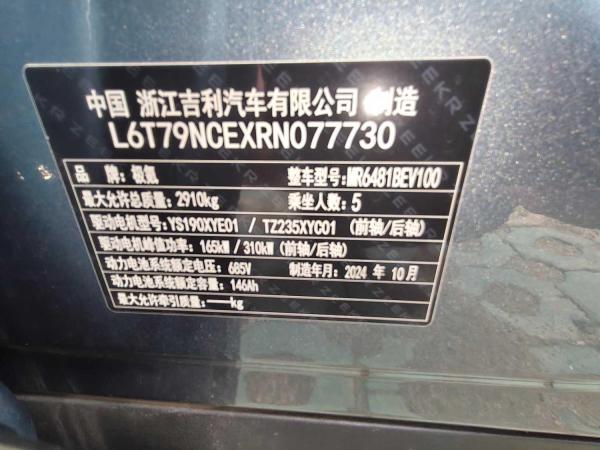 中国 浙江吉利汽车有限公司 制造
L6T79NCEXRN077730
品牌：极氪 整车型号：MR6481BEV100
最大允许总质量：2910kg 乘坐人数：5
驱动电机型号：YS190XYE01 / TZ235XYC01 (前轴/后轴)
驱动电机峰值功率：165kW / 310kW (前轴/后轴)
动力电池系统额定电压：685V 制造年月：2024 年 10 月
动力电池系统额定容量：146Ah
最大允许牵引质量：——kg